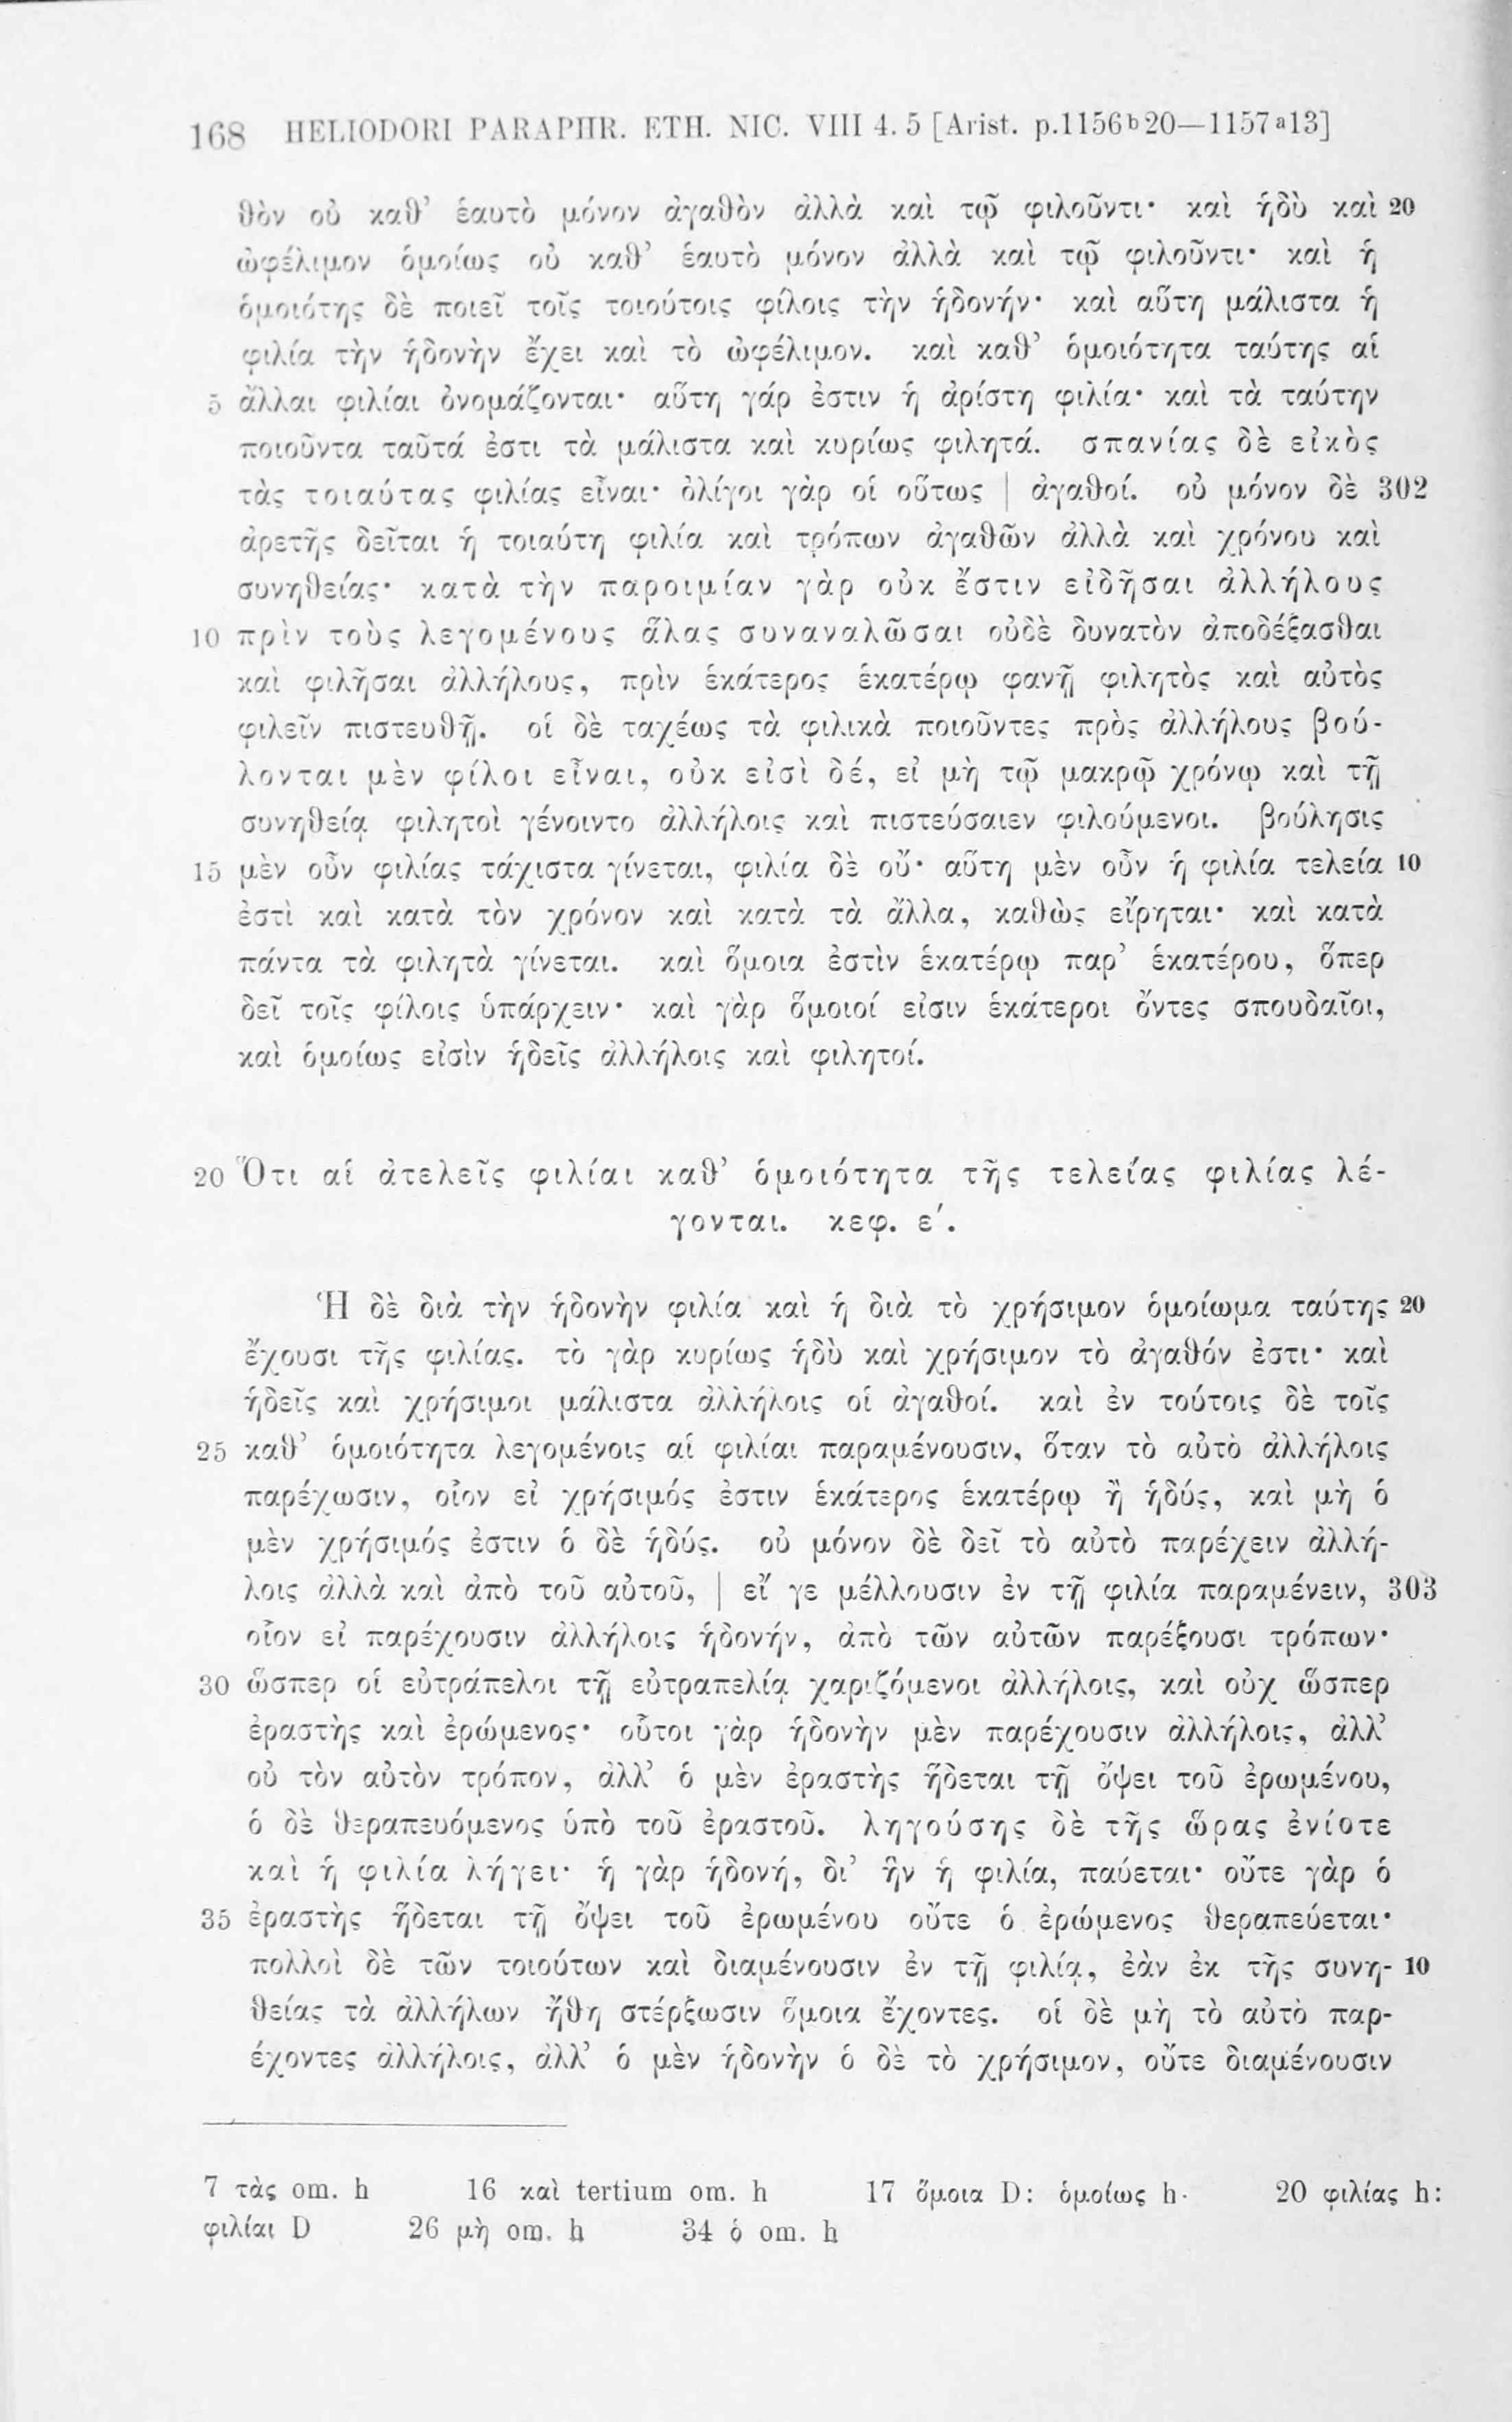 168 HELIODORI PARAPHR. ETH. NIC. VIII 4. 5 [Arist. p.1156ᵇ20—1157ᵃ13]
θὸν οὐ καθ’ ἑαυτὸ μόνον ἀγαθὸν ἀλλὰ καὶ τῷ φιλοῦντι· καὶ ἡδὺ καὶ 20
ὠφέλιμον ὁμοίως οὐ καθ’ ἑαυτὸ μόνον ἀλλὰ καὶ τῷ φιλοῦντι· καὶ ἡ
ὁμοιότης δὲ ποιεῖ τοῖς τοιούτοις φίλοις τὴν ἡδονήν· καὶ αὕτη μάλιστα ἡ
φιλία τὴν ἡδονὴν ἔχει καὶ τὸ ὠφέλιμον. καὶ καθ’ ὁμοιότητα ταύτης αἱ
5 ἄλλαι φιλίαι ὀνομάζονται· αὕτη γάρ ἐστιν ἡ ἀρίστη φιλία· καὶ τὰ ταύτην
ποιοῦντα ταῦτά ἐστι τὰ μάλιστα καὶ κυρίως φιλητά. σπανίας δὲ εἰκὸς
τὰς τοιαύτας φιλίας εἶναι· ὀλίγοι γὰρ οἱ οὕτως | ἀγαθοί. οὐ μόνον δὲ 302
ἀρετῆς δεῖται ἡ τοιαύτη φιλία καὶ τρόπων ἀγαθῶν ἀλλὰ καὶ χρόνου καὶ
συνηθείας· κατὰ τὴν παροιμίαν γὰρ οὐκ ἔστιν εἰδῆσαι ἀλλήλους
10 πρὶν τοὺς λεγομένους ἅλας συναναλῶσαι οὐδὲ δυνατὸν ἀποδέξασθαι
καὶ φιλῆσαι ἀλλήλους, πρὶν ἑκάτερος ἑκατέρῳ φανῇ φιλητὸς καὶ αὐτὸς
φιλεῖν πιστευθῇ. οἱ δὲ ταχέως τὰ φιλικὰ ποιοῦντες πρὸς ἀλλήλους βού-
λονται μὲν φίλοι εἶναι, οὐκ εἰσὶ δέ, εἰ μὴ τῷ μακρῷ χρόνῳ καὶ τῇ
συνηθείᾳ φιλητοὶ γένοιντο ἀλλήλοις καὶ πιστεύσαιεν φιλούμενοι. βούλησις
15 μὲν οὖν φιλίας τάχιστα γίνεται, φιλία δὲ οὔ· αὕτη μὲν οὖν ἡ φιλία τελεία 10
ἐστὶ καὶ κατὰ τὸν χρόνον καὶ κατὰ τὰ ἄλλα, καθὼς εἴρηται· καὶ κατὰ
πάντα τὰ φιλητὰ γίνεται. καὶ ὅμοια ἐστὶν ἑκατέρῳ παρ’ ἑκατέρου, ὅπερ
δεῖ τοῖς φίλοις ὑπάρχειν· καὶ γὰρ ὅμοιοί εἰσιν ἑκάτεροι ὄντες σπουδαῖοι,
καὶ ὁμοίως εἰσὶν ἡδεῖς ἀλλήλοις καὶ φιλητοί.
20 Ὅτι αἱ ἀτελεῖς φιλίαι καθ’ ὁμοιότητα τῆς τελείας φιλίας λέ-
γονται. κεφ. ε΄.
Ἡ δὲ διὰ τὴν ἡδονὴν φιλία καὶ ἡ διὰ τὸ χρήσιμον ὁμοίωμα ταύτης 20
ἔχουσι τῆς φιλίας. τὸ γὰρ κυρίως ἡδὺ καὶ χρήσιμον τὸ ἀγαθόν ἐστι· καὶ
ἡδεῖς καὶ χρήσιμοι μάλιστα ἀλλήλοις οἱ ἀγαθοί. καὶ ἐν τούτοις δὲ τοῖς
25 καθ’ ὁμοιότητα λεγομένοις αἱ φιλίαι παραμένουσιν, ὅταν τὸ αὐτὸ ἀλλήλοις
παρέχωσιν, οἷον εἰ χρήσιμός ἐστιν ἑκάτερος ἑκατέρῳ ἢ ἡδύς, καὶ μὴ ὁ
μὲν χρήσιμός ἐστιν ὁ δὲ ἡδύς. οὐ μόνον δὲ δεῖ τὸ αὐτὸ παρέχειν ἀλλή-
λοις ἀλλὰ καὶ ἀπὸ τοῦ αὐτοῦ, | εἴ γε μέλλουσιν ἐν τῇ φιλία παραμένειν, 303
οἷον εἰ παρέχουσιν ἀλλήλοις ἡδονήν, ἀπὸ τῶν αὐτῶν παρέξουσι τρόπων·
30 ὥσπερ οἱ εὐτράπελοι τῇ εὐτραπελίᾳ χαριζόμενοι ἀλλήλοις, καὶ οὐχ ὥσπερ
ἐραστὴς καὶ ἐρώμενος· οὗτοι γὰρ ἡδονὴν μὲν παρέχουσιν ἀλλήλοις, ἀλλ’
οὐ τὸν αὐτὸν τρόπον, ἀλλ’ ὁ μὲν ἐραστὴς ἥδεται τῇ ὄψει τοῦ ἐρωμένου,
ὁ δὲ θεραπευόμενος ὑπὸ τοῦ ἐραστοῦ. ληγούσης δὲ τῆς ὥρας ἐνίοτε
καὶ ἡ φιλία λήγει· ἡ γὰρ ἡδονή, δι’ ἣν ἡ φιλία, παύεται· οὔτε γὰρ ὁ
35 ἐραστὴς ἥδεται τῇ ὄψει τοῦ ἐρωμένου οὔτε ὁ ἐρώμενος θεραπεύεται·
πολλοὶ δὲ τῶν τοιούτων καὶ διαμένουσιν ἐν τῇ φιλίᾳ, ἐὰν ἐκ τῆς συνη- 10
θείας τὰ ἀλλήλων ἤθη στέρξωσιν ὅμοια ἔχοντες. οἱ δὲ μὴ τὸ αὐτὸ παρ-
έχοντες ἀλλήλοις, ἀλλ’ ὁ μὲν ἡδονὴν ὁ δὲ τὸ χρήσιμον, οὔτε διαμένουσιν
7 τὰς om. h 16 καὶ tertium om. h 17 ὅμοια D: ὁμοίως h 20 φιλίας h:
φιλίαι D 26 μὴ om. h 34 ὁ om. h